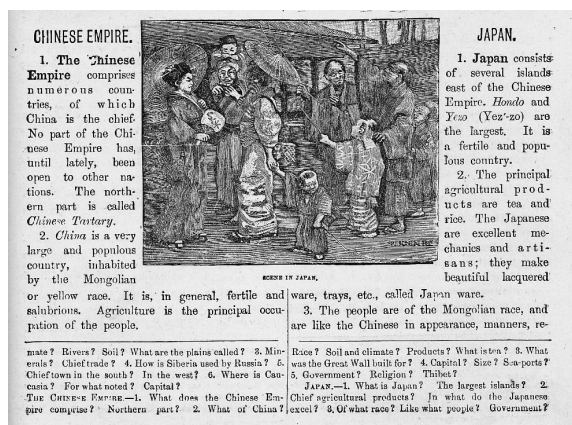 CHINESE EMPIRE.
1. The Chinese
Empire comprises
numerous coun-
tries, of which
China is the chief.
No part of the Chi-
nese Empire has,
until lately, been
open to other na-
tions. The north-
ern part is called
Chinese Tartary.
2. China is a very
large and populous
country, inhabited
by the Mongolian
or yellow race. It is, in general, fertile and
salubrious. Agriculture is the principal occu-
pation of the people.
SCENE IN JAPAN.
JAPAN.
1. Japan consists
of several islands
east of the Chinese
Empire. Hondo and
Yezo (Yez'-zo) are
the largest. It is
a fertile and popu-
lous country.
2. The principal
agricultural prod-
ucts are tea and
rice. The Japanese
are excellent me-
chanics and arti-
sans; they make
beautiful lacquered
ware, trays, etc., called Japan ware.
3. The people are of the Mongolian race, and
are like the Chinese in appearance, manners, re-
mate? Rivers? Soil? What are the plains called? 3. Min-
erals? Chief trade? 4. How is Siberia used by Russia? 5.
Chief town in the south? In the west? 6. Where is Cau-
casia? For what noted? Capital?
THE CHINESE EMPIRE.—1. What does the Chinese Em-
pire comprise? Northern part? 2. What of China?
Race? Soil and climate? Products? What is tea? 3. What
was the Great Wall built for? 4. Capital? Size? Sea-ports?
5. Government? Religion? Thibet?
JAPAN.—1. What is Japan? The largest islands? 2.
Chief agricultural products? In what do the Japanese
excel? 3. Of what race? Like what people? Government?